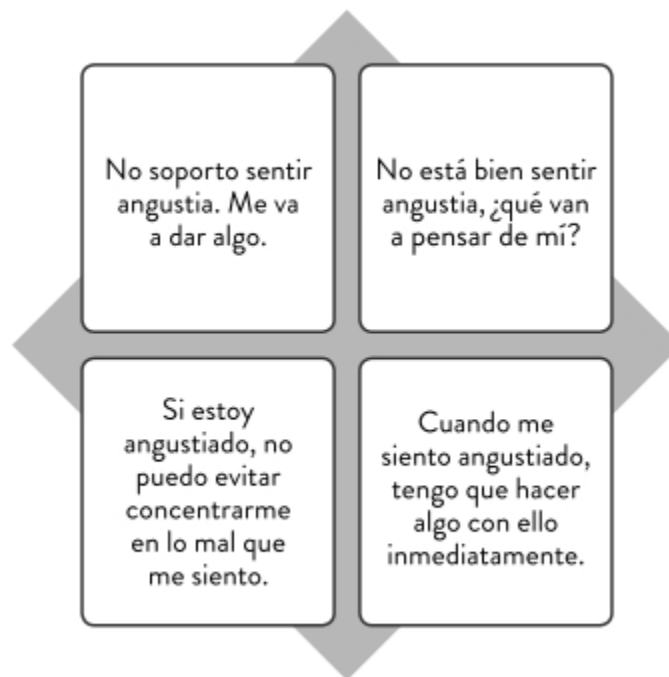 No soporto sentir
angustia. Me va
a dar algo.
No está bien sentir
angustia, ¿qué van
a pensar de mí?
Si estoy
angustiado, no
puedo evitar
concentrarme
en lo mal que
me siento.
Cuando me
siento angustiado,
tengo que hacer
algo con ello
inmediatamente.